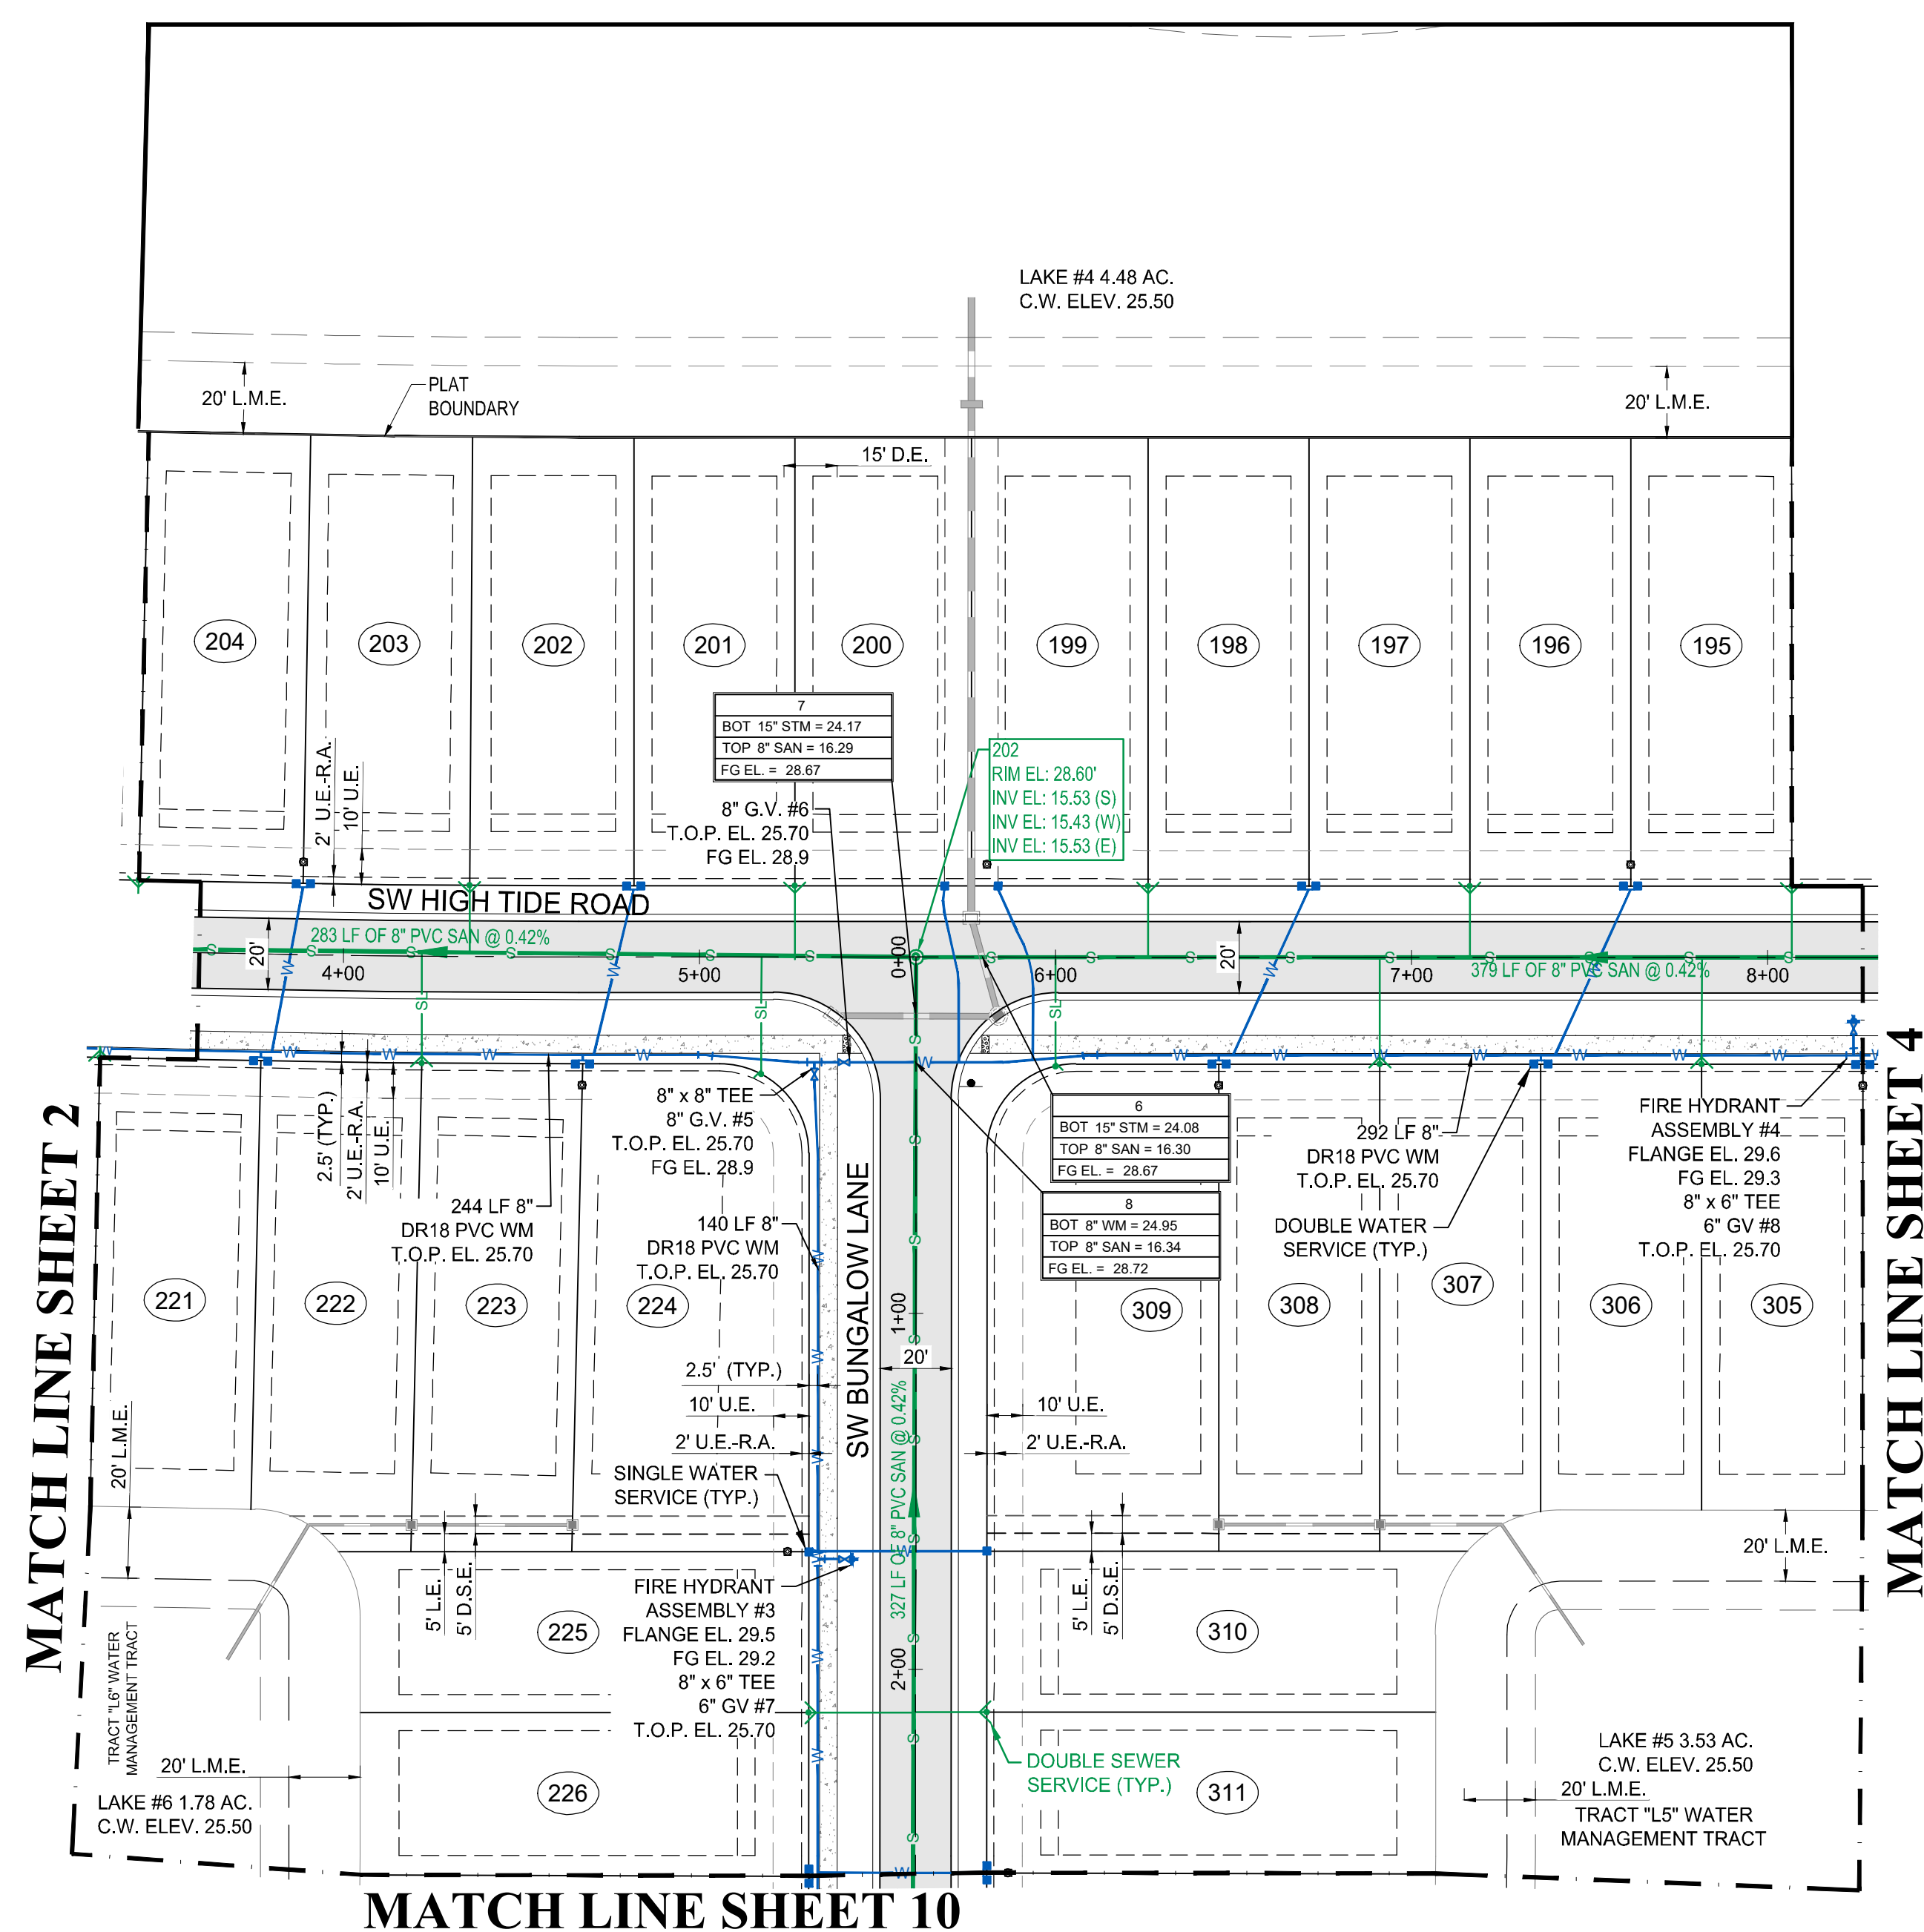 LAKE #4 4.48 AC.
C.W. ELEV. 25.50
PLAT
BOUNDARY
20' L.M.E.
20' L.M.E.
15' D.E.
204
203
202
201
200
199
198
197
196
195
7
BOT 15" STM = 24.17
TOP 8" SAN = 16.29
FG EL. = 28.67
202
RIM EL: 28.60'
INV EL: 15.53 (S)
INV EL: 15.43 (W)
INV EL: 15.53 (E)
2' U.E.-R.A.
10' U.E.
8" G.V. #6
T.O.P. EL. 25.70
FG EL. 28.9
SW HIGH TIDE ROAD
283 LF OF 8" PVC SAN @ 0.42%
20'
4+00
5+00
0+00
6+00
20'
7+00
379 LF OF 8" PVC SAN @ 0.42%
8+00
SL
SL
SL
MATCH LINE SHEET 2
MATCH LINE SHEET 4
2.5' (TYP.)
2' U.E.-R.A.
10' U.E.
8" x 8" TEE
8" G.V. #5
T.O.P. EL. 25.70
FG EL. 28.9
6
BOT 15" STM = 24.08
TOP 8" SAN = 16.30
FG EL. = 28.67
8
BOT 8" WM = 24.95
TOP 8" SAN = 16.34
FG EL. = 28.72
292 LF 8"
DR18 PVC WM
T.O.P. EL. 25.70
DOUBLE WATER
SERVICE (TYP.)
FIRE HYDRANT
ASSEMBLY #4
FLANGE EL. 29.6
FG EL. 29.3
8" x 6" TEE
6" GV #8
T.O.P. EL. 25.70
244 LF 8"
DR18 PVC WM
T.O.P. EL. 25.70
140 LF 8"
DR18 PVC WM
T.O.P. EL. 25.70
SW BUNGALOW LANE
221
222
223
224
309
308
307
306
305
1+00
20'
2.5' (TYP.)
10' U.E.
2' U.E.-R.A.
10' U.E.
2' U.E.-R.A.
327 LF OF 8" PVC SAN @ 0.42%
SINGLE WATER
SERVICE (TYP.)
20' L.M.E.
20' L.M.E.
5' L.E.
5' D.S.E.
5' L.E.
5' D.S.E.
FIRE HYDRANT
ASSEMBLY #3
FLANGE EL. 29.5
FG EL. 29.2
8" x 6" TEE
6" GV #7
T.O.P. EL. 25.70
225
310
2+00
TRACT "L6" WATER
MANAGEMENT TRACT
20' L.M.E.
LAKE #6 1.78 AC.
C.W. ELEV. 25.50
226
311
DOUBLE SEWER
SERVICE (TYP.)
LAKE #5 3.53 AC.
C.W. ELEV. 25.50
20' L.M.E.
TRACT "L5" WATER
MANAGEMENT TRACT
MATCH LINE SHEET 10